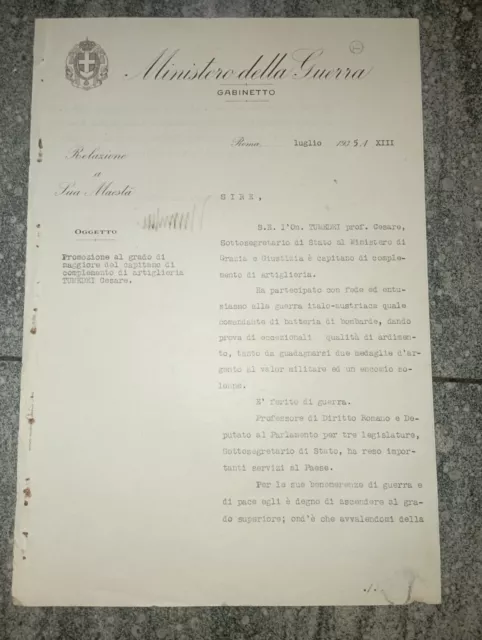 Ministero della Guerra
GABINETTO
Roma luglio 1935 A XIII
Relazione
a
Sua Maestà
OGGETTO
Promozione al grado di
maggiore del capitano di
complemento di artiglieria
TUMEDEI Cesare.
SIRE,
S.E. l'On. TUMEDEI prof. Cesare,
Sottosegretario di Stato al Ministero di
Grazia e Giustizia è capitano di comple-
mento di artiglieria.
Ha partecipato con fede ed entu-
siasmo alla guerra italo-austriaca quale
comandante di batteria di bombarde, dando
prova di eccezionali qualità di ardimen-
to, tanto da guadagnarsi due medaglie d'ar-
gento al valor militare ed un encomio so-
lenne.
E' ferito di guerra.
Professore di Diritto Romano e De-
putato al Parlamento per tre legislature,
Sottosegretario di Stato, ha reso impor-
tanti servizi al Paese.
Per le sue benemerenze di guerra e
di pace egli è degno di ascendere al gra-
do superiore; ond'è che avvalendomi della
./.